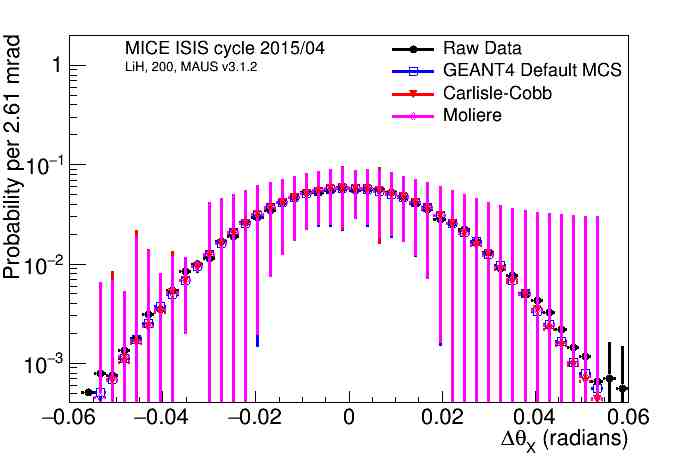 MICE ISIS cycle 2015/04
LiH, 200, MAUS v3.1.2
Raw Data
GEANT4 Default MCS
Carlisle-Cobb
Moliere
Probability per 2.61 mrad
1
10⁻¹
10⁻²
10⁻³
−0.06 −0.04 −0.02 0 0.02 0.04 0.06
Δθ_X (radians)